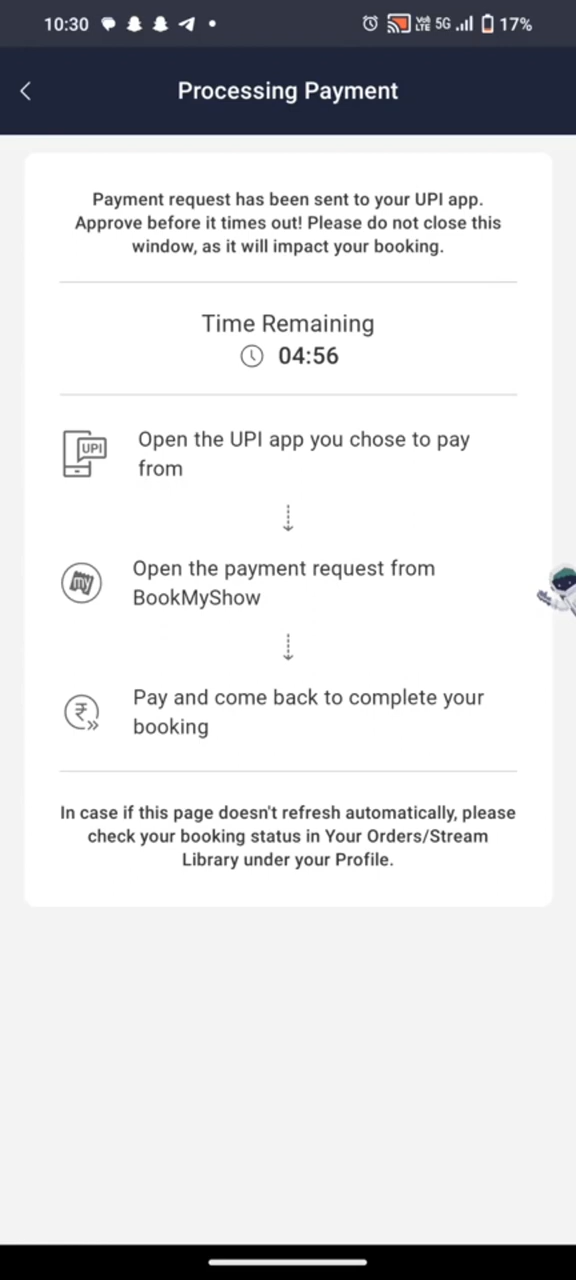 10:30
Vo) LTE 5G 17%
Processing Payment
Payment request has been sent to your UPI app.
Approve before it times out! Please do not close this
window, as it will impact your booking.
Time Remaining
04:56
UPI
Open the UPI app you chose to pay
from
my
Open the payment request from
BookMyShow
₹
Pay and come back to complete your
booking
In case if this page doesn't refresh automatically, please
check your booking status in Your Orders/Stream
Library under your Profile.